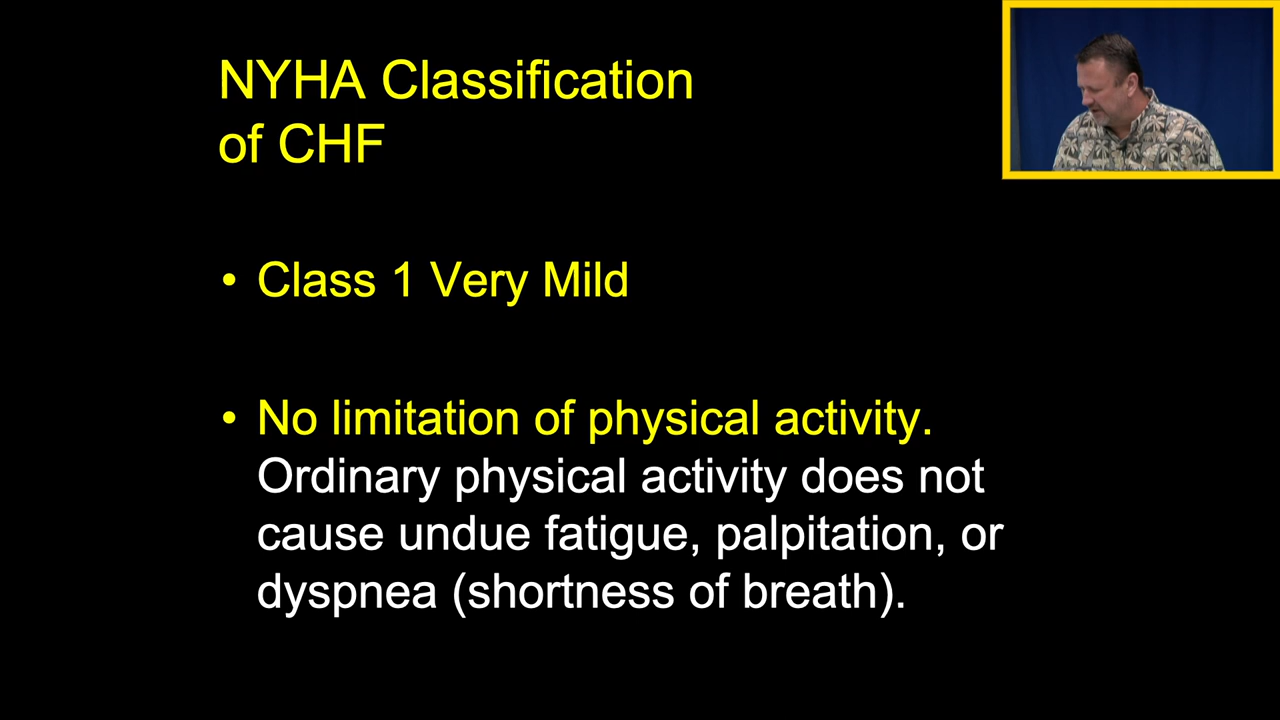 NYHA Classification
of CHF
• Class 1 Very Mild
• No limitation of physical activity.
Ordinary physical activity does not
cause undue fatigue, palpitation, or
dyspnea (shortness of breath).